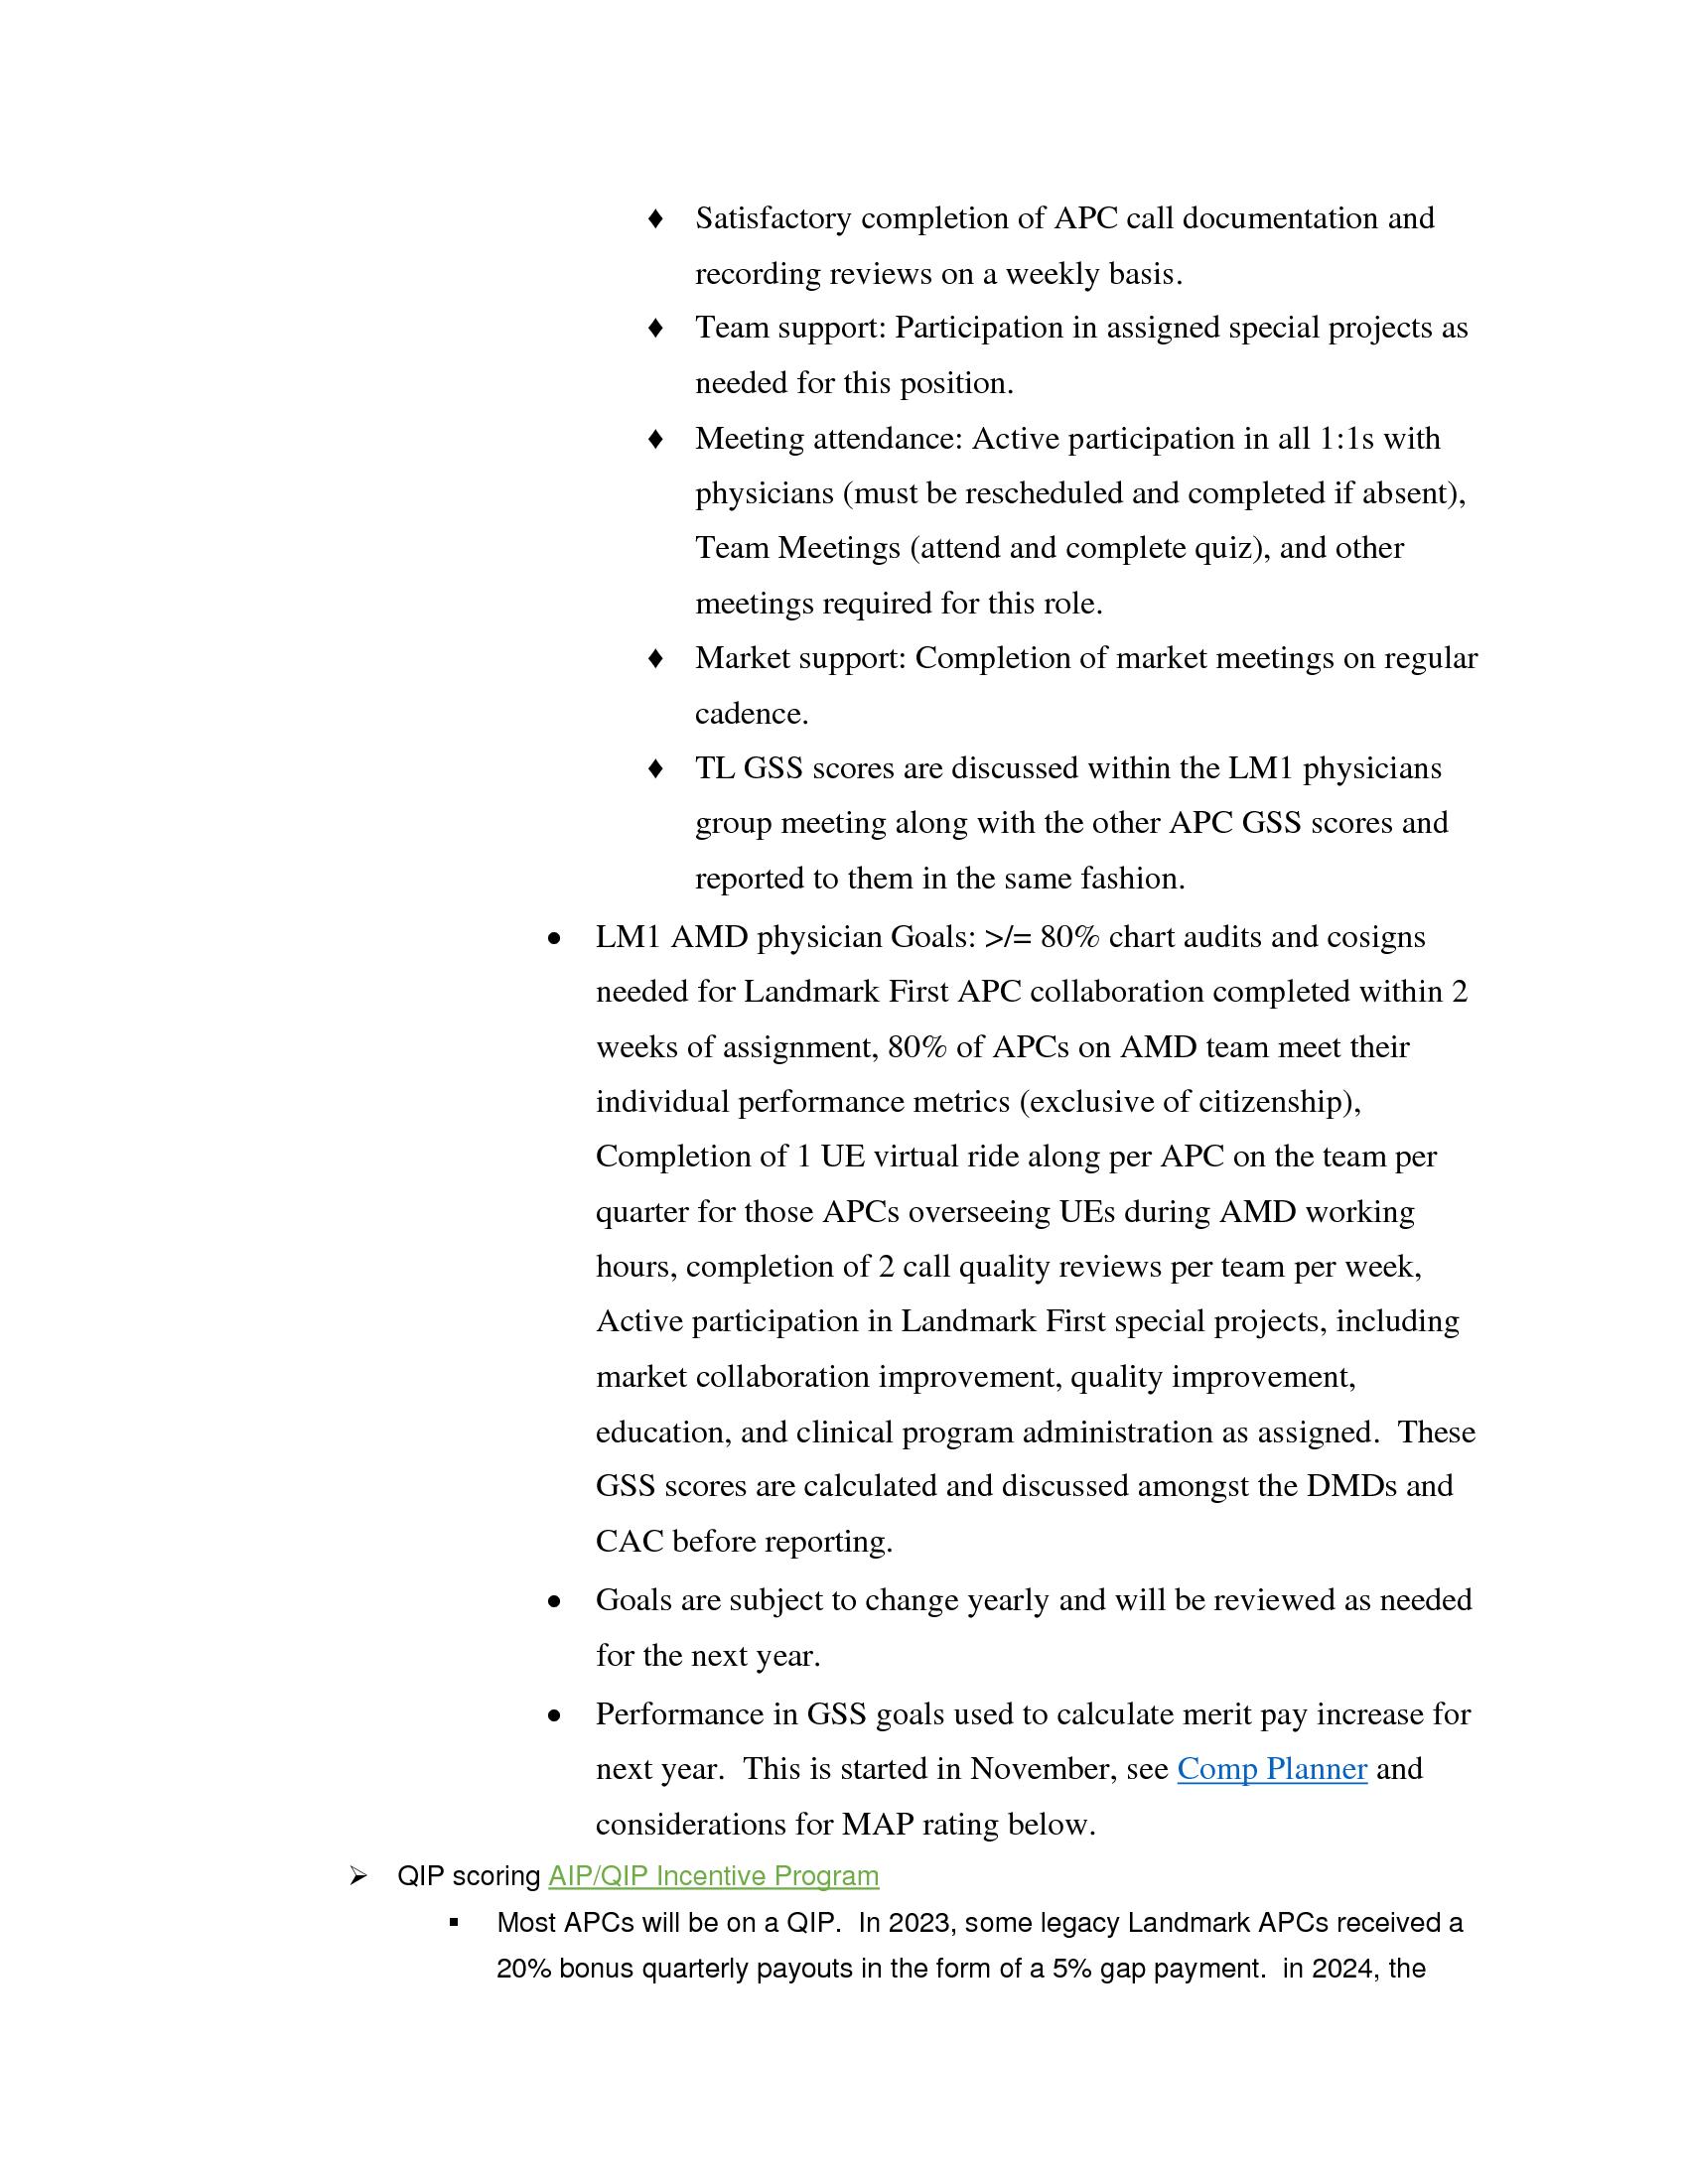 ♦ Satisfactory completion of APC call documentation and
recording reviews on a weekly basis.
♦ Team support: Participation in assigned special projects as
needed for this position.
♦ Meeting attendance: Active participation in all 1:1s with
physicians (must be rescheduled and completed if absent),
Team Meetings (attend and complete quiz), and other
meetings required for this role.
♦ Market support: Completion of market meetings on regular
cadence.
♦ TL GSS scores are discussed within the LM1 physicians
group meeting along with the other APC GSS scores and
reported to them in the same fashion.
• LM1 AMD physician Goals: >/= 80% chart audits and cosigns
needed for Landmark First APC collaboration completed within 2
weeks of assignment, 80% of APCs on AMD team meet their
individual performance metrics (exclusive of citizenship),
Completion of 1 UE virtual ride along per APC on the team per
quarter for those APCs overseeing UEs during AMD working
hours, completion of 2 call quality reviews per team per week,
Active participation in Landmark First special projects, including
market collaboration improvement, quality improvement,
education, and clinical program administration as assigned.  These
GSS scores are calculated and discussed amongst the DMDs and
CAC before reporting.
• Goals are subject to change yearly and will be reviewed as needed
for the next year.
• Performance in GSS goals used to calculate merit pay increase for
next year.  This is started in November, see Comp Planner and
considerations for MAP rating below.
➢ QIP scoring AIP/QIP Incentive Program
▪ Most APCs will be on a QIP.  In 2023, some legacy Landmark APCs received a
20% bonus quarterly payouts in the form of a 5% gap payment.  in 2024, the